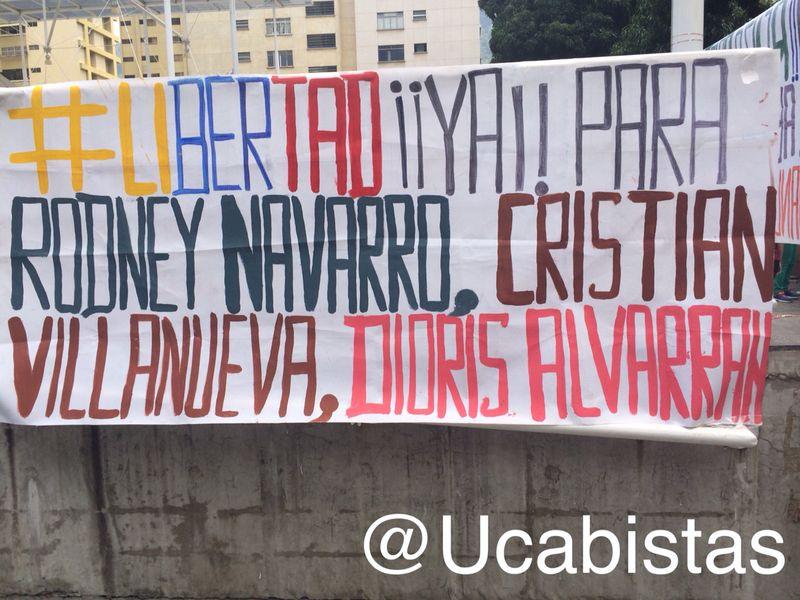 #LIBERTAD ¡¡YA!! PARA
RODNEY NAVARRO, CRISTIAN
VILLANUEVA, DIORIS ALVARRAN
@Ucabistas